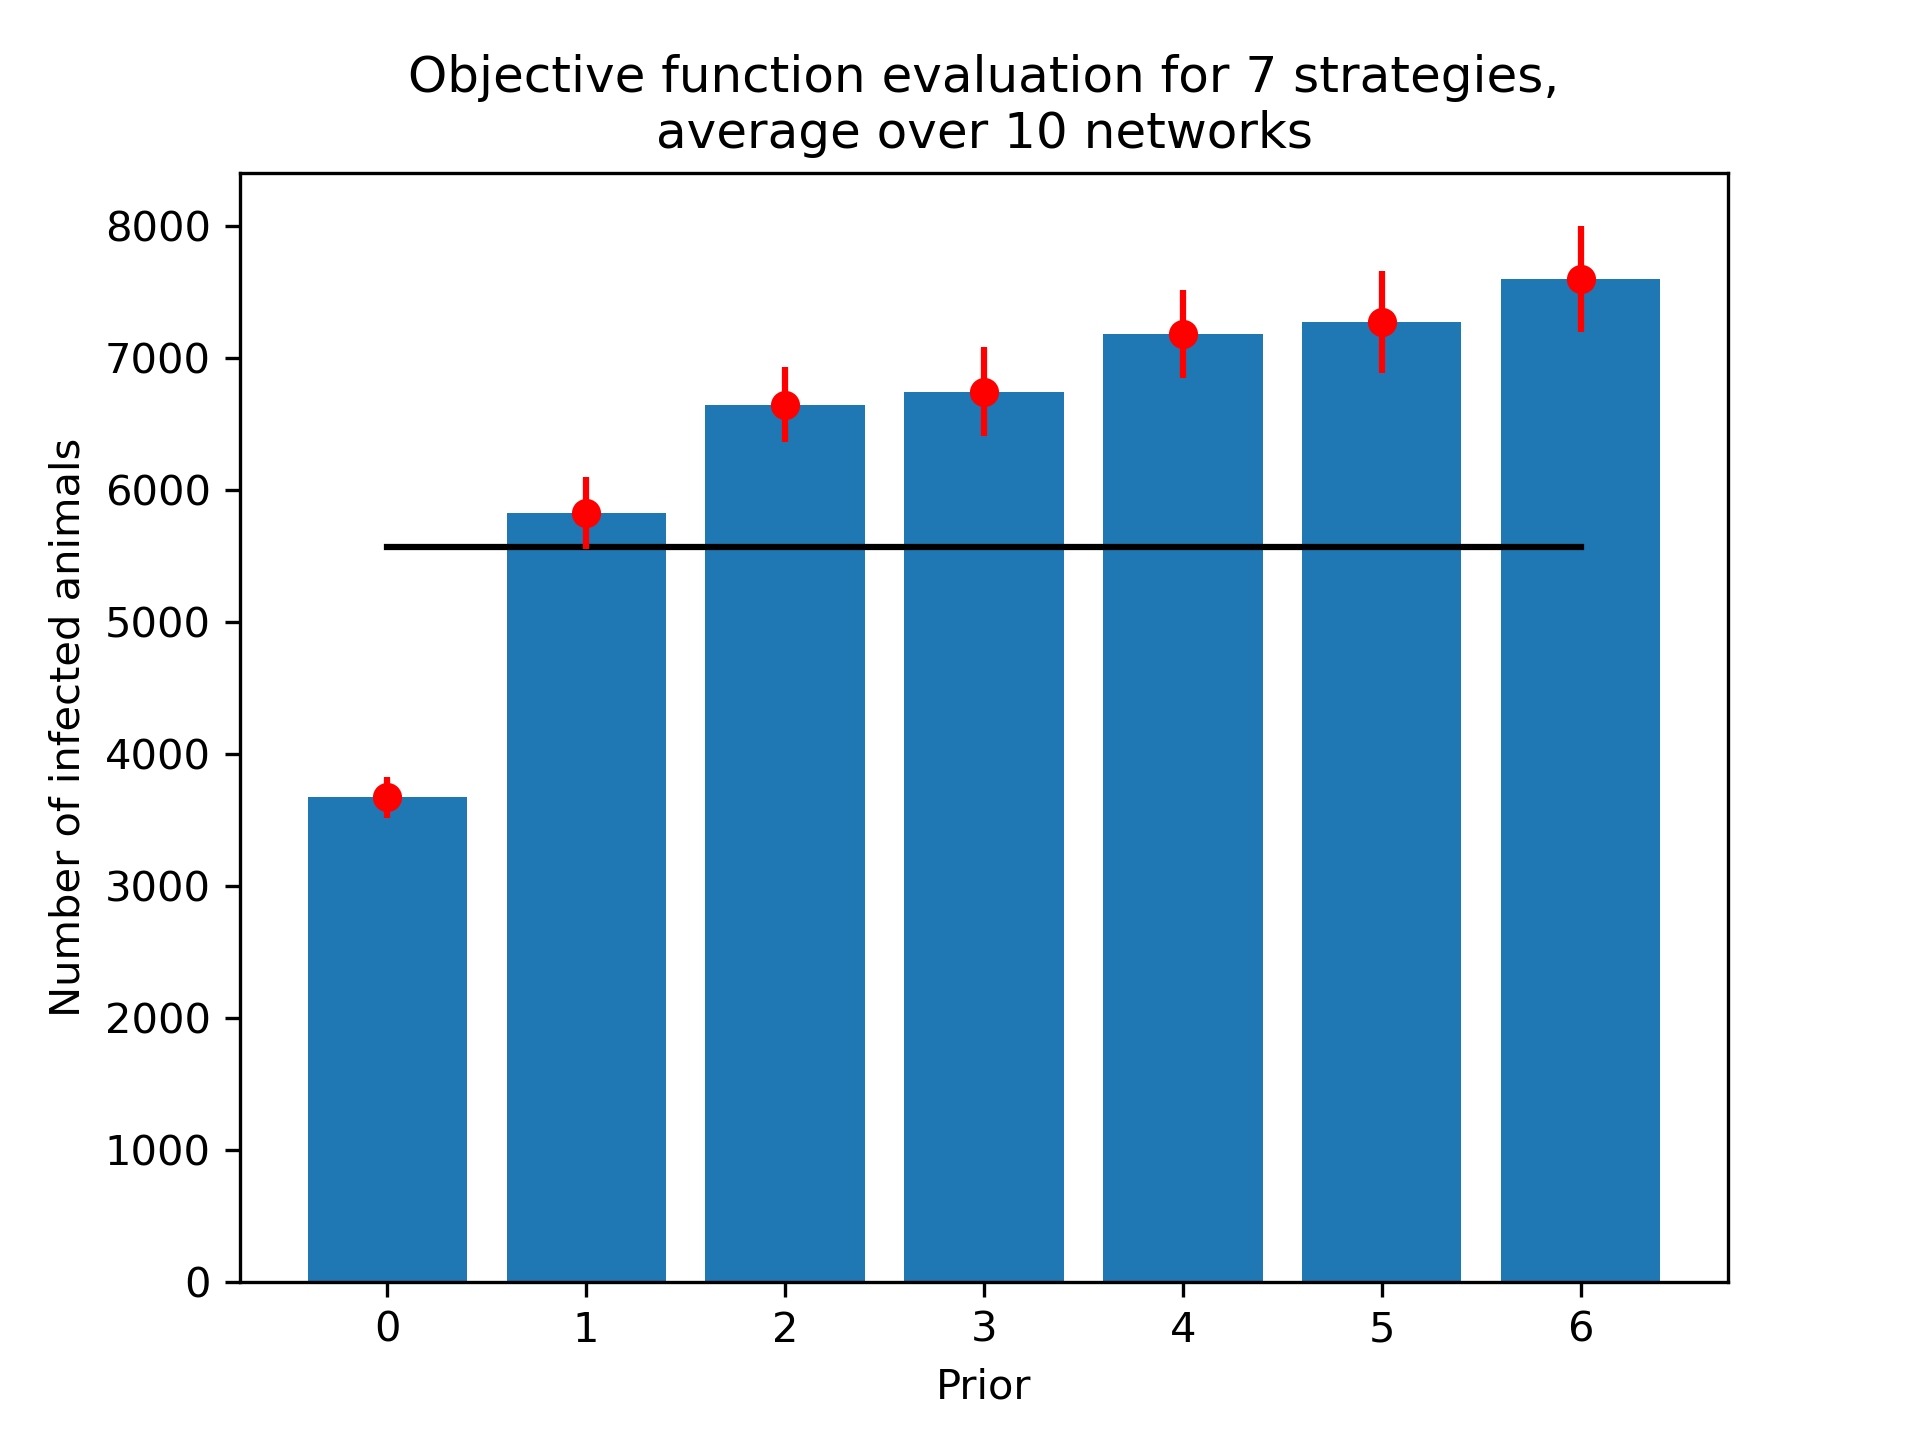 Objective function evaluation for 7 strategies,
average over 10 networks
Number of infected animals
8000
7000
6000
5000
4000
3000
2000
1000
0
0 1 2 3 4 5 6
Prior